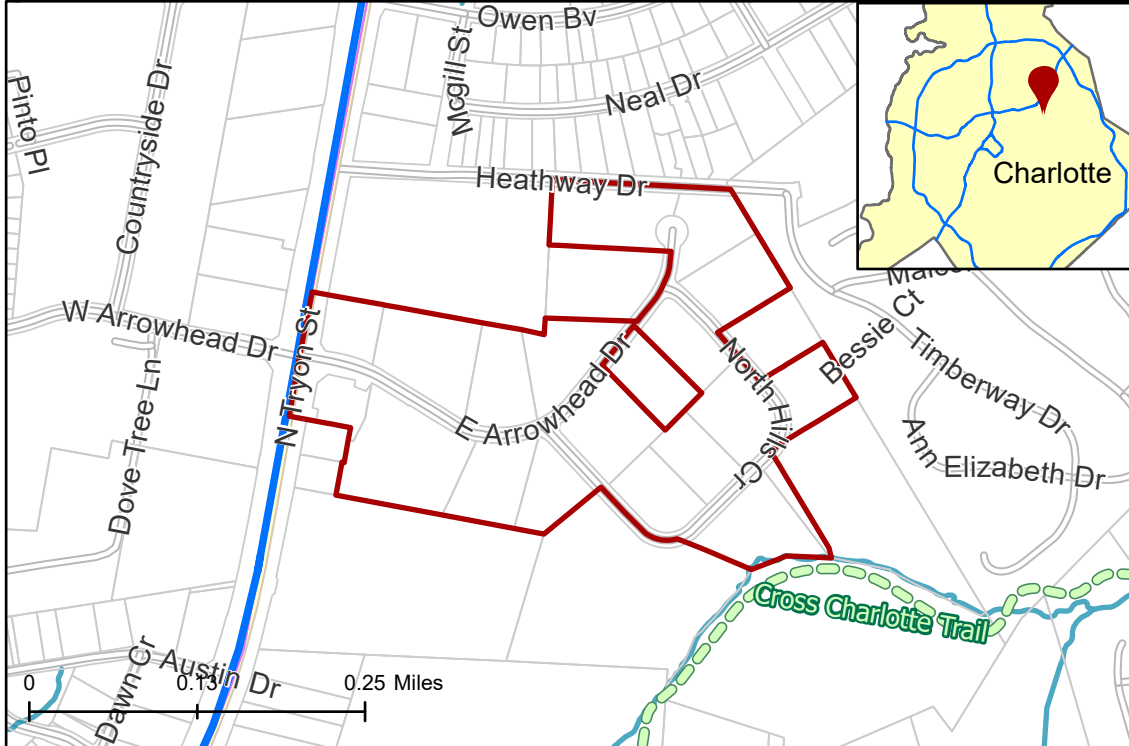 Owen Bv
Mcgill St
Neal Dr
Pinto Pl
Countryside Dr
Heathway Dr
Charlotte
W Arrowhead Dr
N Tryon St
Bessie Ct
Timberway Dr
North Hills Cr
E Arrowhead Dr
Dove Tree Ln
Ann Elizabeth Dr
Cross Charlotte Trail
Austin Dr
Dawn Cr
0 0.13 0.25 Miles